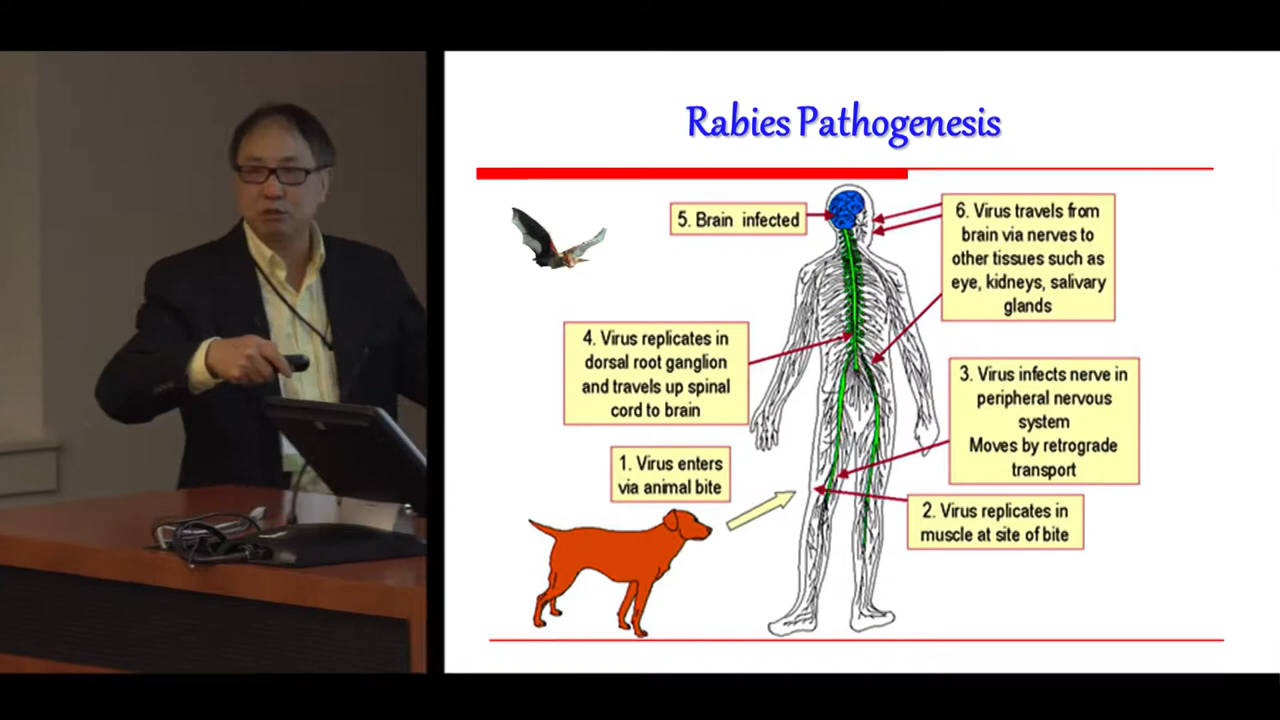 Rabies Pathogenesis
5. Brain infected
6. Virus travels from
brain via nerves to
other tissues such as
eye, kidneys, salivary
glands
4. Virus replicates in
dorsal root ganglion
and travels up spinal
cord to brain
3. Virus infects nerve in
peripheral nervous
system
Moves by retrograde
transport
1. Virus enters
via animal bite
2. Virus replicates in
muscle at site of bite